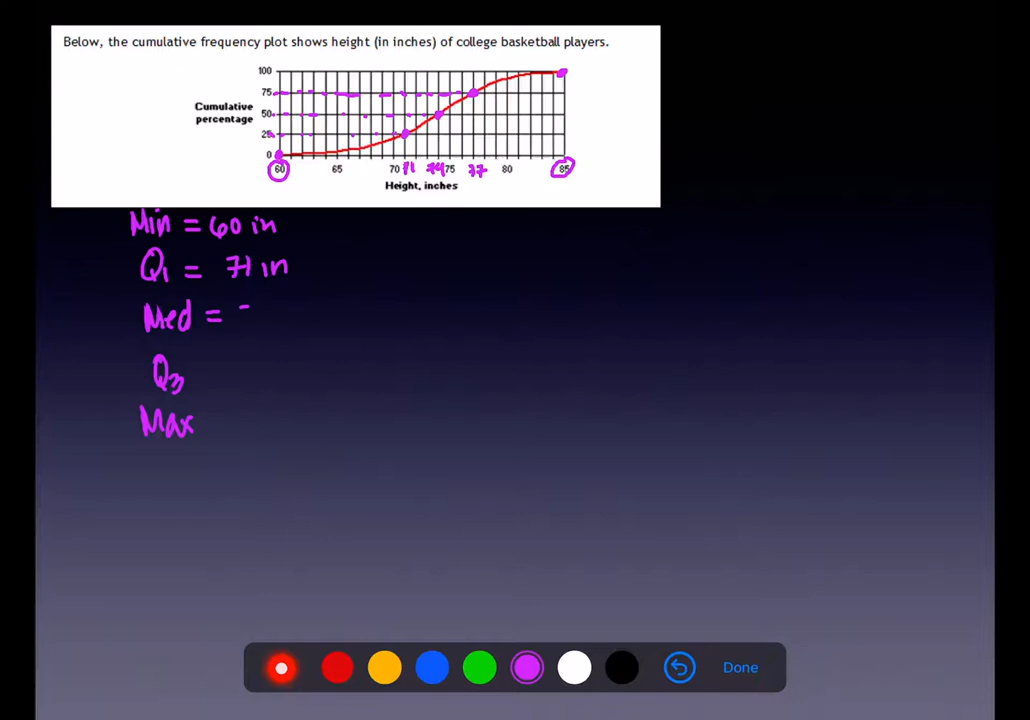 Below, the cumulative frequency plot shows height (in inches) of college basketball players.
100
75
50
25
0
Cumulative
percentage
60 65 70 71 74 75 77 80 85
Height, inches
Min = 60 in
Q1 = 71 in
Med = -
Q3
Max
Done